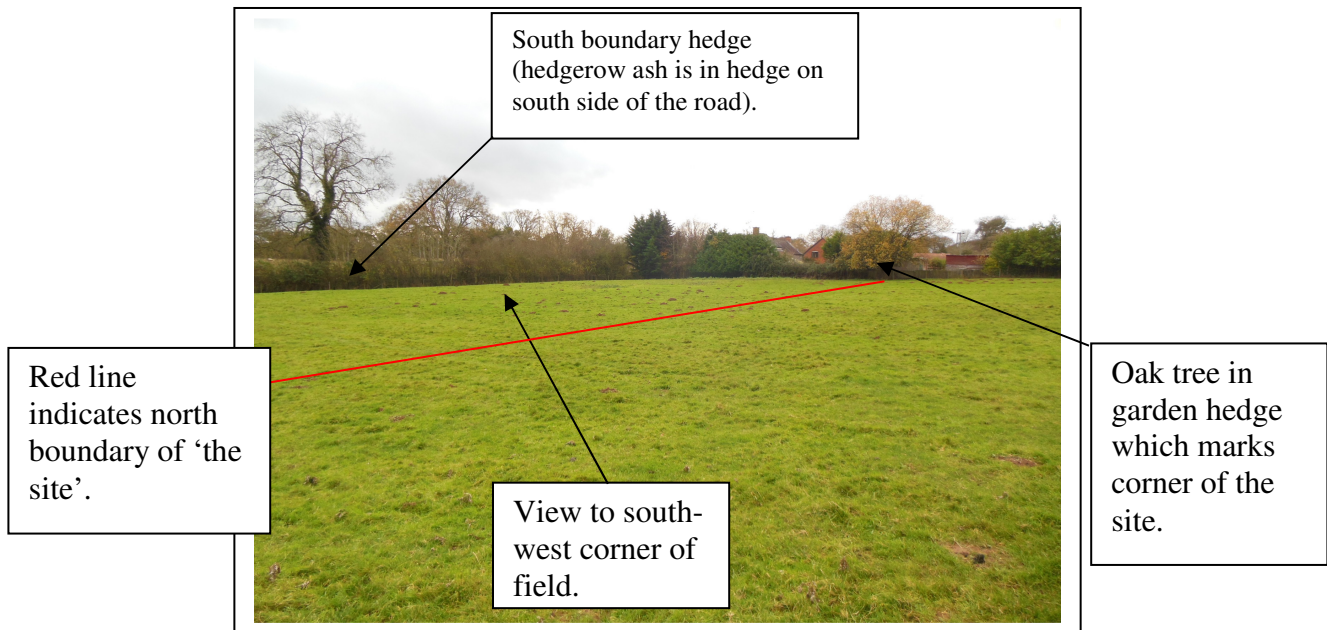 South boundary hedge
(hedgerow ash is in hedge on
south side of the road).
Red line
indicates north
boundary of ‘the
site’.
View to south-
west corner of
field.
Oak tree in
garden hedge
which marks
corner of the
site.